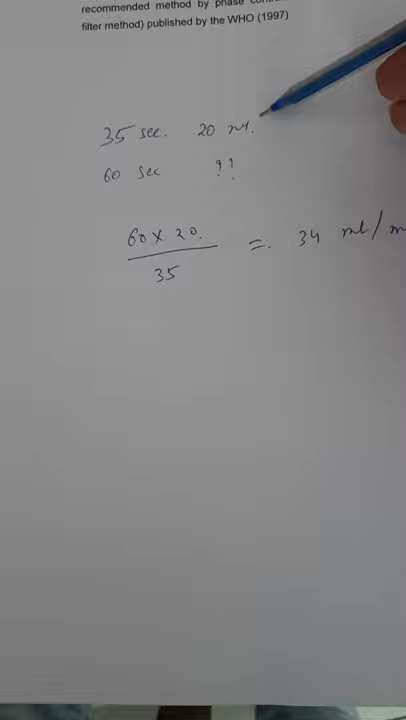 recommended method by phase
filter method) published by the WHO (1997)
35 sec. 20 ml.
60 sec ??
60 x 20.
35
=. 34 ml/m